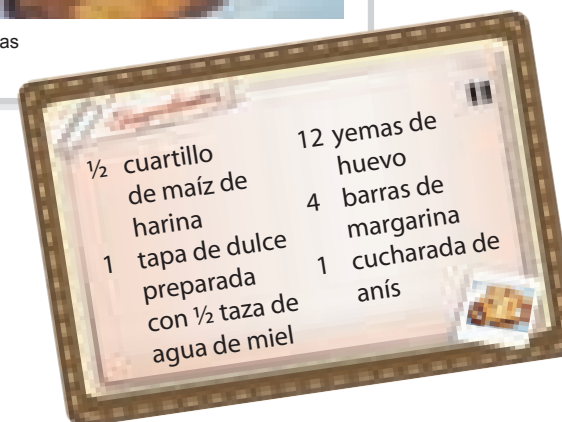 as
½ cuartillo
de maíz de
harina
1 tapa de dulce
preparada
con ½ taza de
agua de miel
12 yemas de
huevo
4 barras de
margarina
1 cucharada de
anís